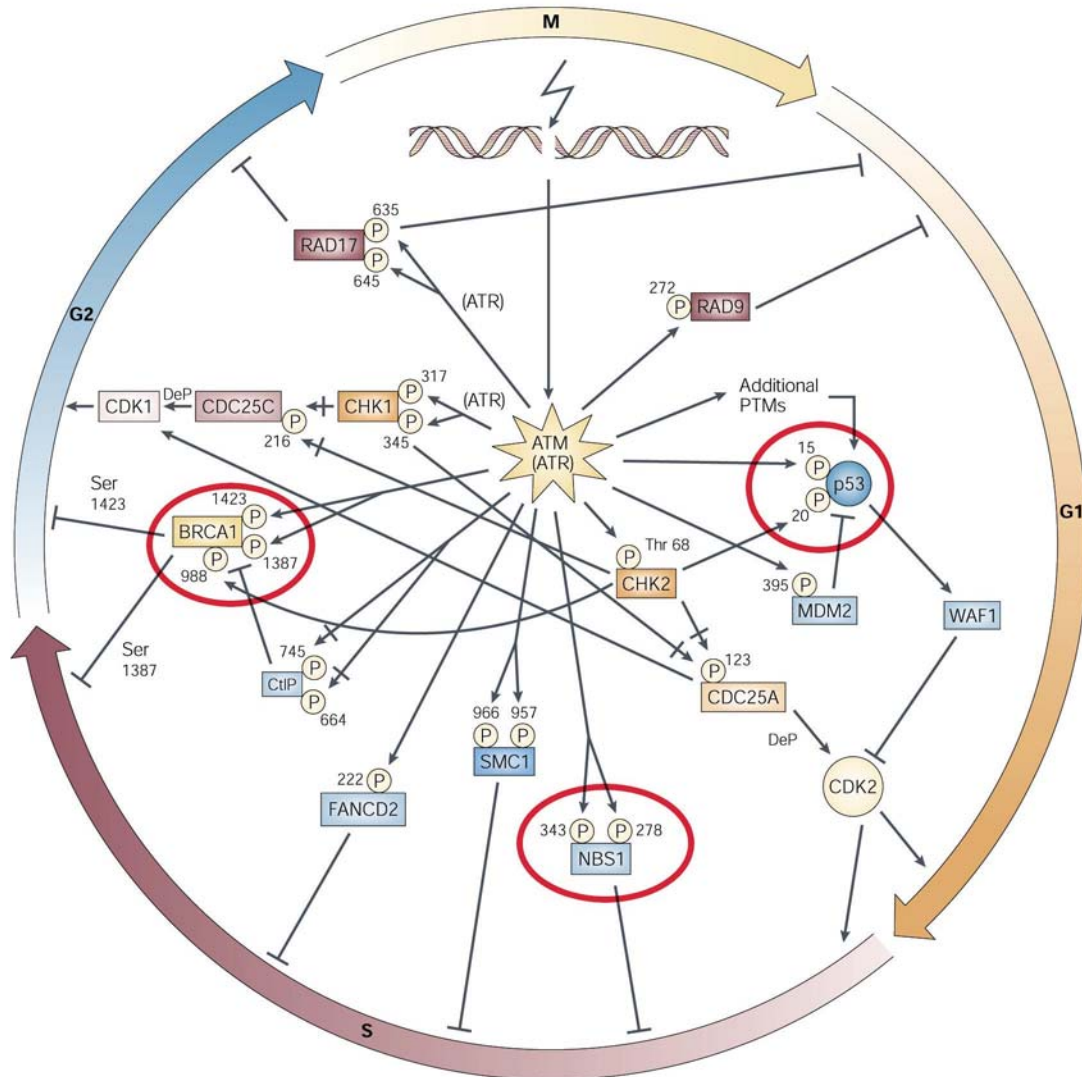 M
635
P
RAD17
P
645
(ATR)
272
P
RAD9
G2
317
P
(ATR)
CDK1
DeP
CDC25C
CHK1
P
216
P
345
Additional
PTMs
ATM
(ATR)
15
P
p53
P
20
G1
Ser
1423
1423
P
BRCA1
P
1387
P
988
P
Thr 68
CHK2
395
P
MDM2
WAF1
Ser
1387
745
P
CtIP
P
664
P
123
CDC25A
DeP
966
957
P
P
SMC1
CDK2
222
P
FANCD2
343
P
P
278
NBS1
S